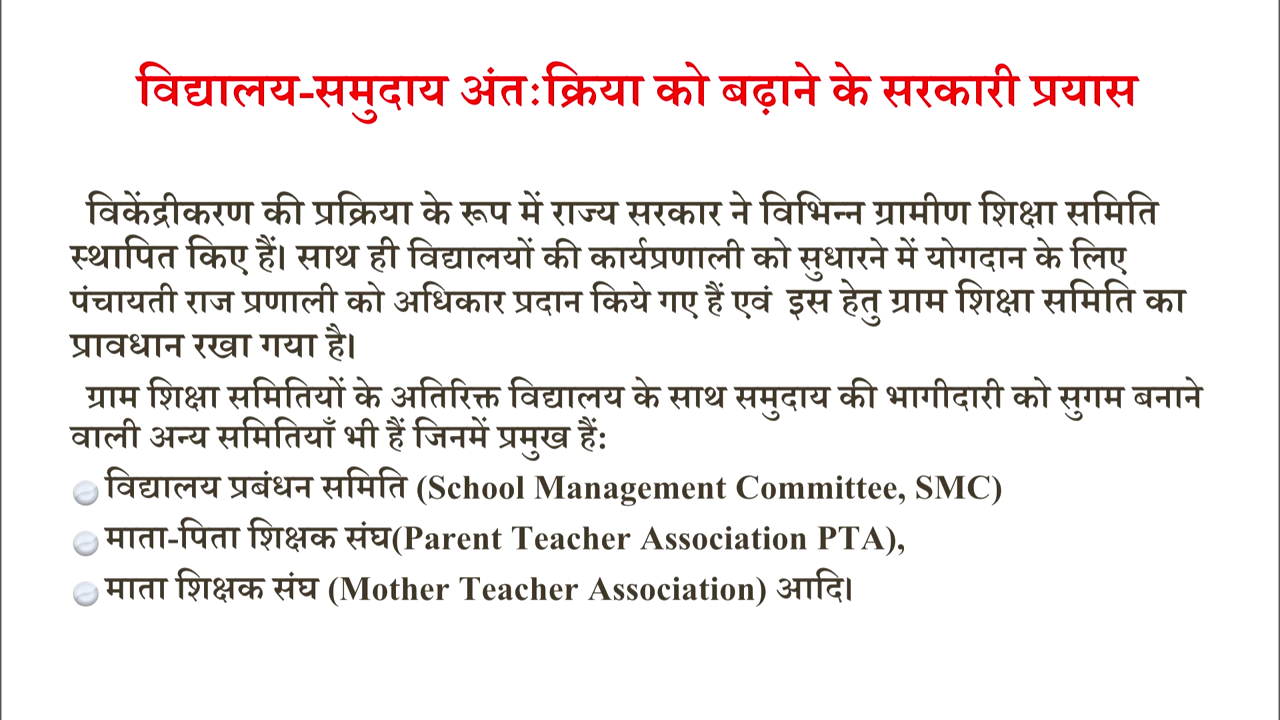 विद्यालय-समुदाय अंतःक्रिया को बढ़ाने के सरकारी प्रयास
विकेंद्रीकरण की प्रक्रिया के रूप में राज्य सरकार ने विभिन्न ग्रामीण शिक्षा समिति
स्थापित किए हैं। साथ ही विद्यालयों की कार्यप्रणाली को सुधारने में योगदान के लिए
पंचायती राज प्रणाली को अधिकार प्रदान किये गए हैं एवं इस हेतु ग्राम शिक्षा समिति का
प्रावधान रखा गया है।
ग्राम शिक्षा समितियों के अतिरिक्त विद्यालय के साथ समुदाय की भागीदारी को सुगम बनाने
वाली अन्य समितियाँ भी हैं जिनमें प्रमुख हैं:
विद्यालय प्रबंधन समिति (School Management Committee, SMC)
माता-पिता शिक्षक संघ(Parent Teacher Association PTA),
माता शिक्षक संघ (Mother Teacher Association) आदि।